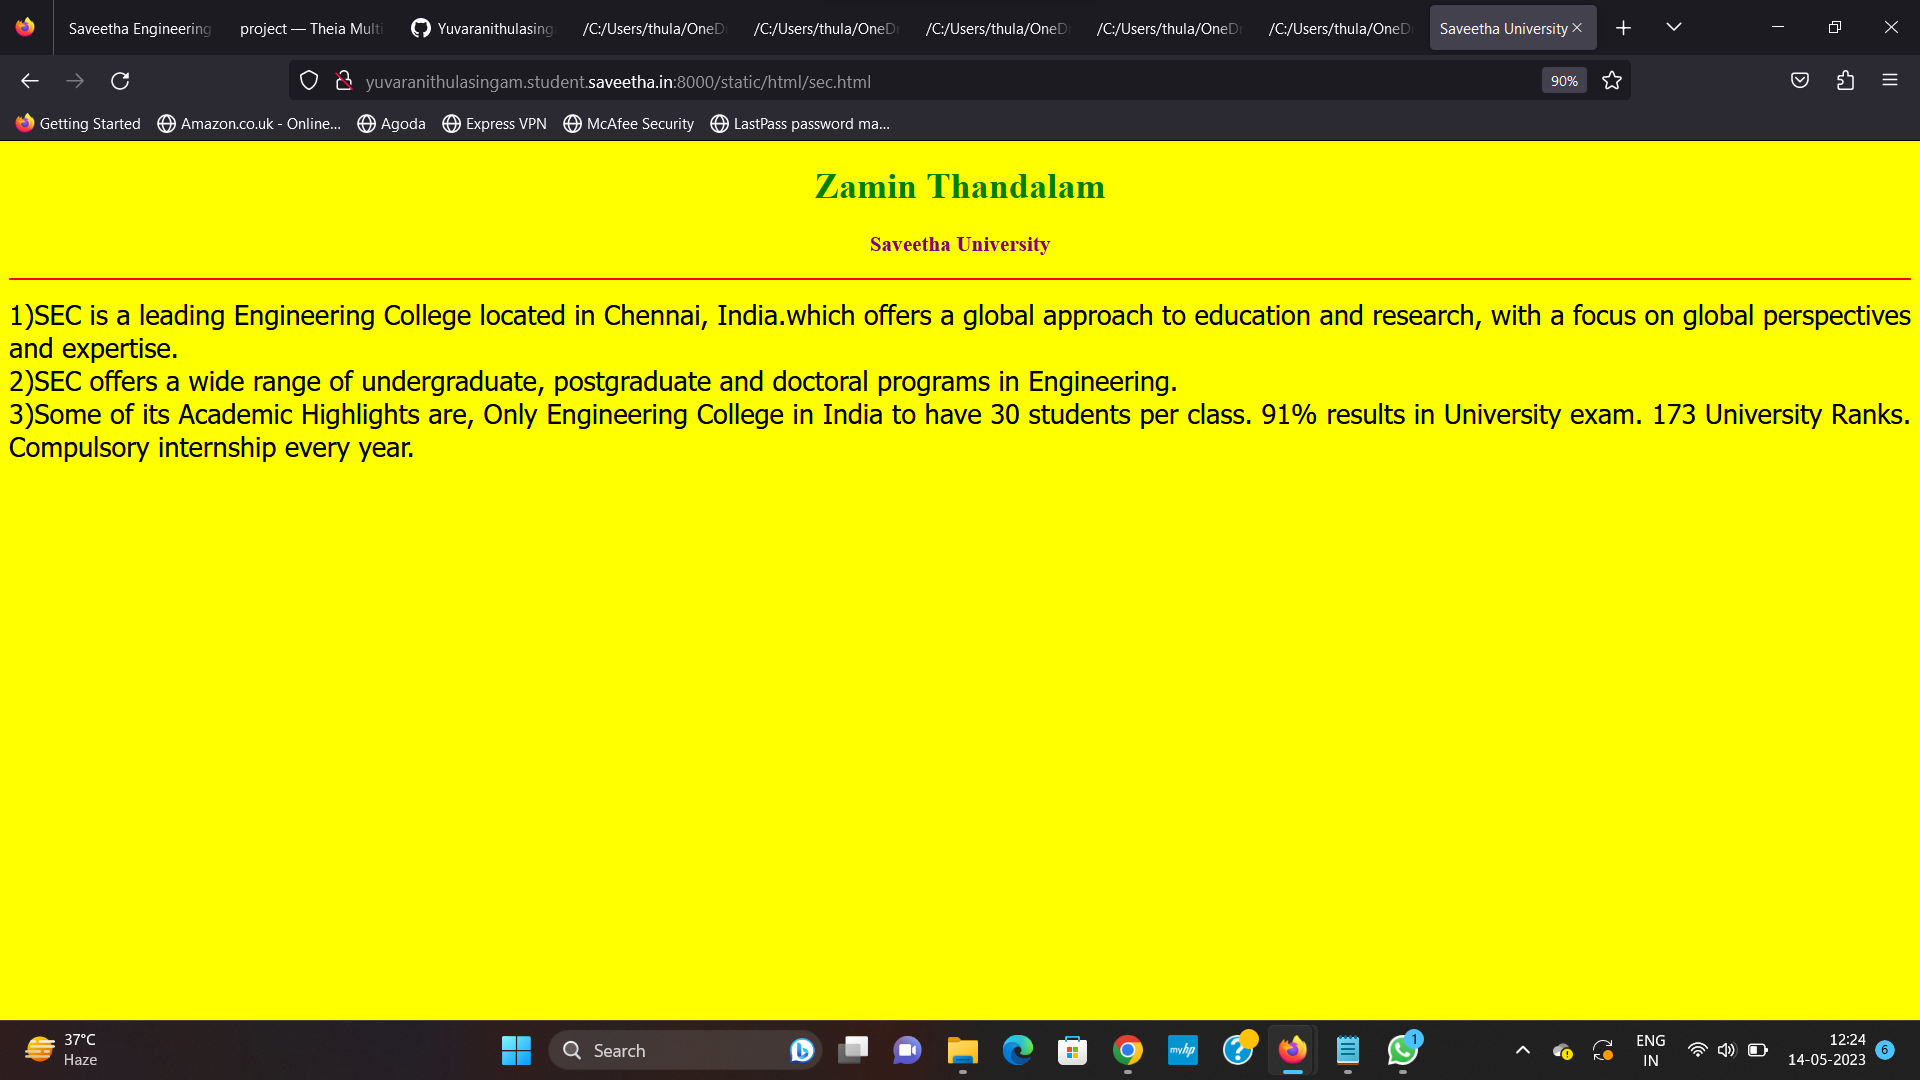 Saveetha Engineering
project — Theia Multi
Yuvaranithulasing
/C:/Users/thula/OneD
/C:/Users/thula/OneD
/C:/Users/thula/OneD
/C:/Users/thula/OneD
/C:/Users/thula/OneD
Saveetha University
yuvaranithulasingam.student.saveetha.in:8000/static/html/sec.html
90%
Getting Started
Amazon.co.uk - Online...
Agoda
Express VPN
McAfee Security
LastPass password ma...
Zamin Thandalam
Saveetha University
1)SEC is a leading Engineering College located in Chennai, India.which offers a global approach to education and research, with a focus on global perspectives
and expertise.
2)SEC offers a wide range of undergraduate, postgraduate and doctoral programs in Engineering.
3)Some of its Academic Highlights are, Only Engineering College in India to have 30 students per class. 91% results in University exam. 173 University Ranks.
Compulsory internship every year.
37°C
Haze
Search
myhp
1
ENG
IN
12:24
14-05-2023
6